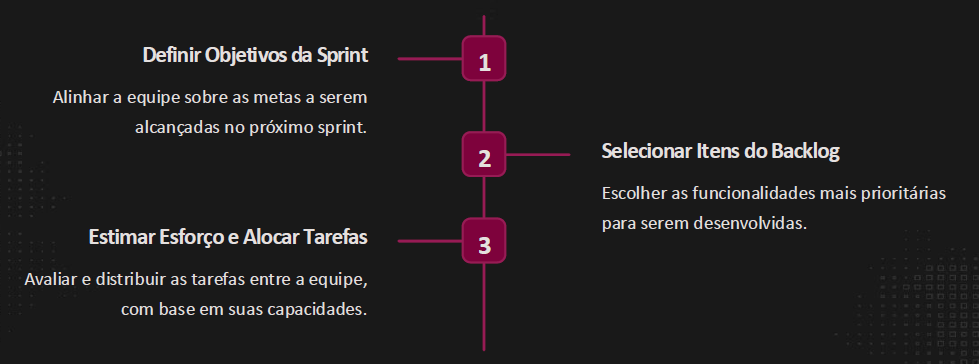 1
Definir Objetivos da Sprint
Alinhar a equipe sobre as metas a serem
alcançadas no próximo sprint.
2
Selecionar Itens do Backlog
Escolher as funcionalidades mais prioritárias
para serem desenvolvidas.
3
Estimar Esforço e Alocar Tarefas
Avaliar e distribuir as tarefas entre a equipe,
com base em suas capacidades.